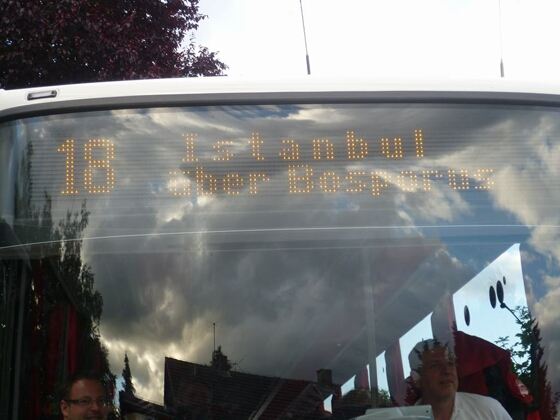 18 Istanbul
über Bosporus